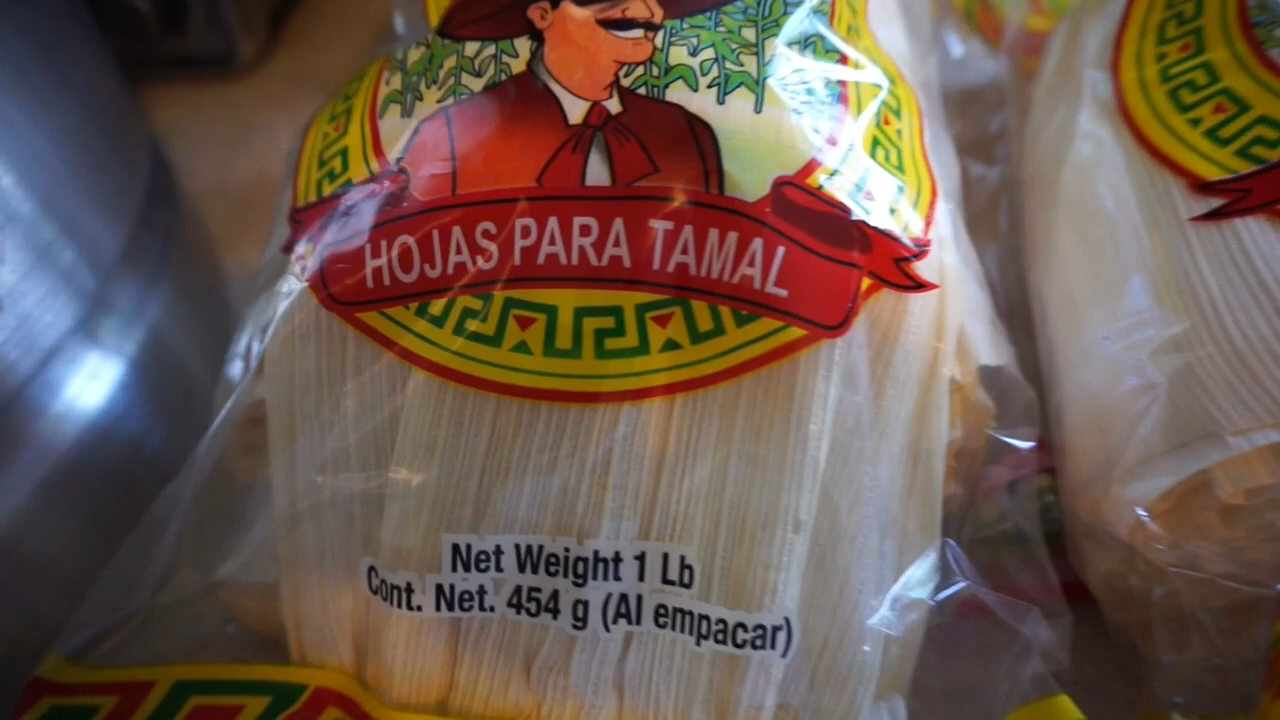 HOJAS PARA TAMAL
Net Weight 1 Lb
Cont. Net. 454 g (Al empacar)